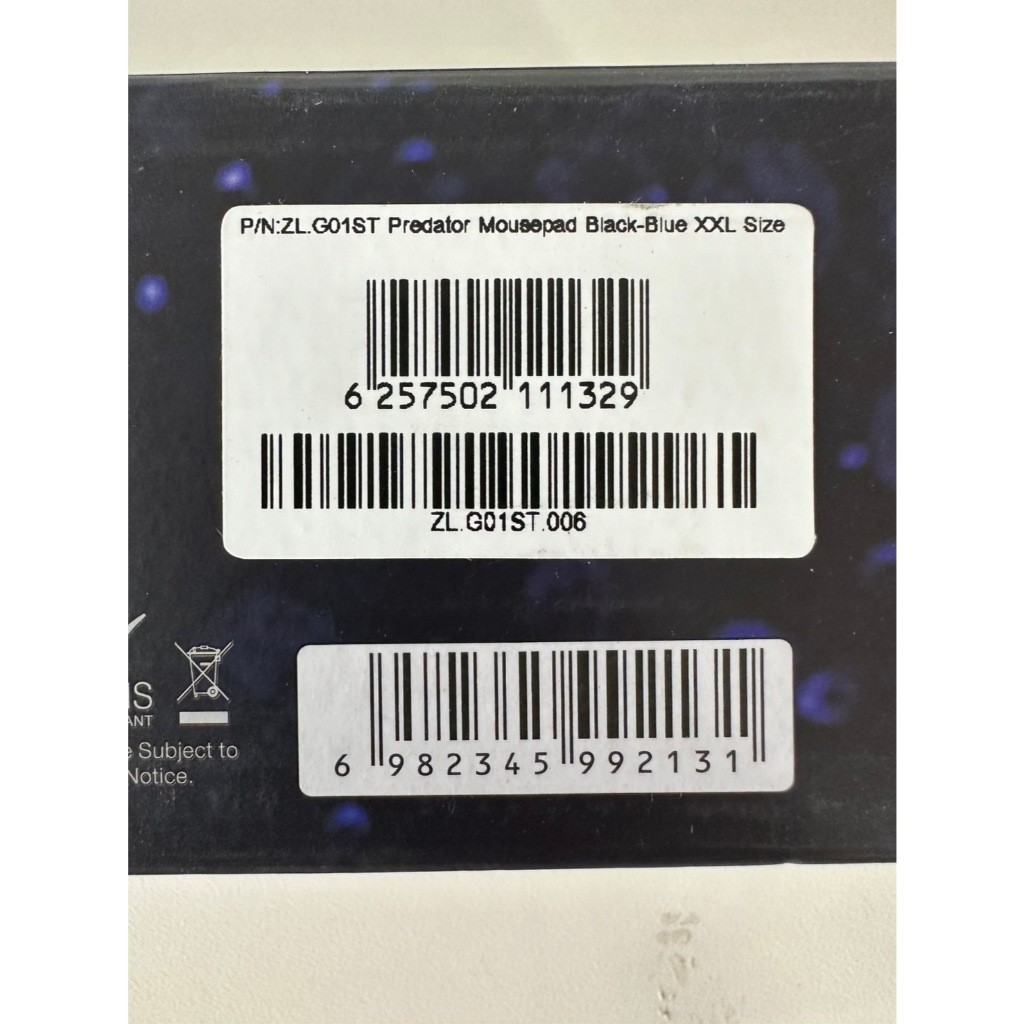 P/N:ZL.G01ST Predator Mousepad Black-Blue XXL Size
6 257502 111329
ZL.G01ST.006
6 982345 992131
Subject to
Notice.